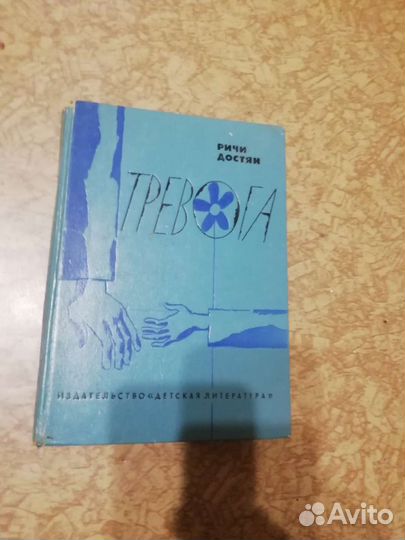 РИЧИ
ДОСТЯН
ТРЕВОГА
ИЗДАТЕЛЬСТВО «ДЕТСКАЯ ЛИТЕРАТУРА»
Avito